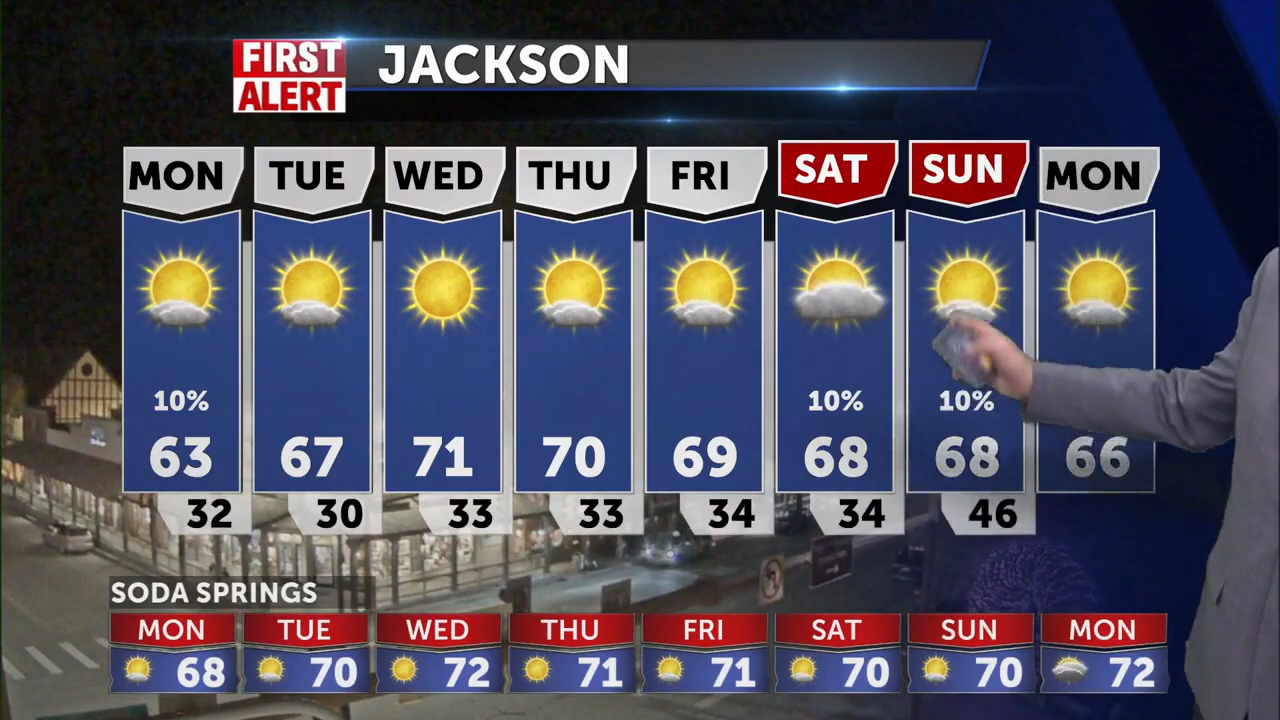 FIRST
ALERT
JACKSON
MON TUE WED THU FRI SAT SUN MON
10% 10% 10%
63 67 71 70 69 68 68 66
32 30 33 33 34 34 46
SODA SPRINGS
MON TUE WED THU FRI SAT SUN MON
68 70 72 71 71 70 70 72